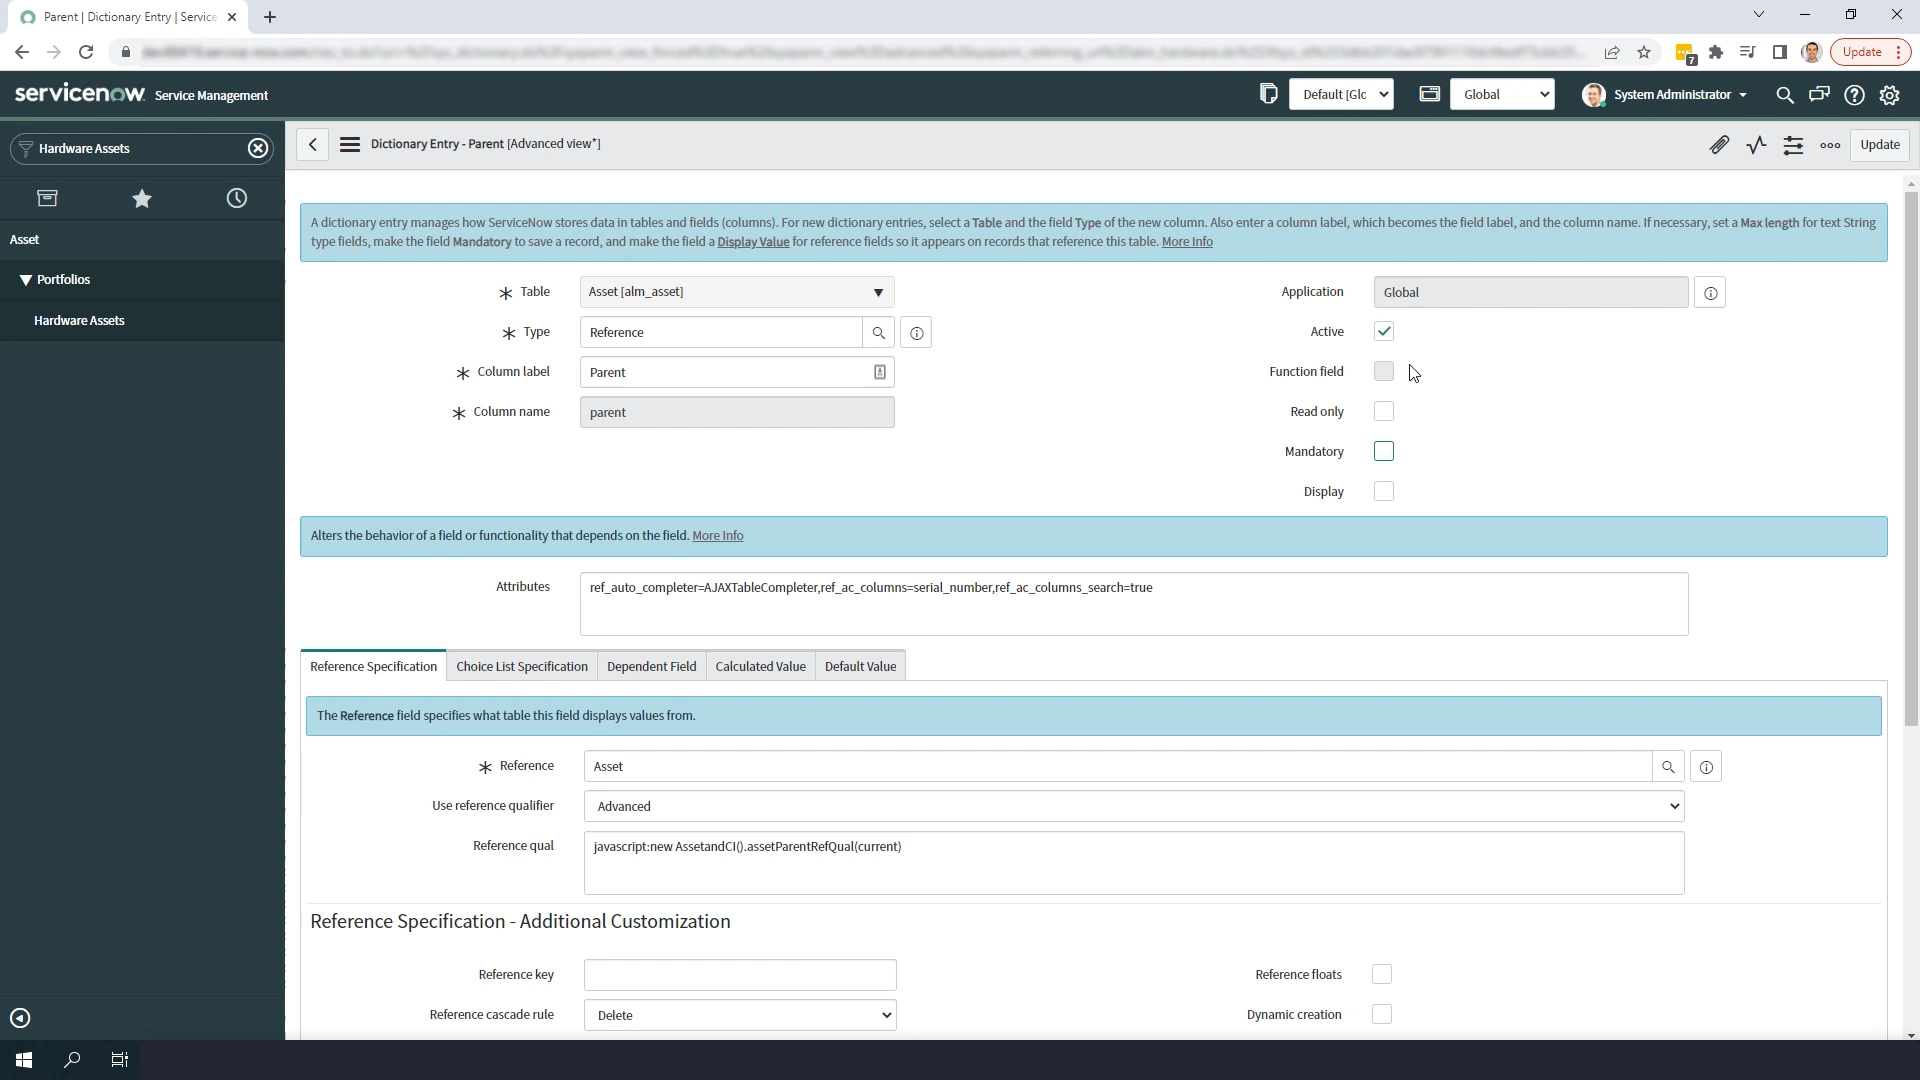 Parent | Dictionary Entry | Service
7
Update
servicenow Service Management
Default [Glo
Global
System Administrator
Hardware Assets
Dictionary Entry - Parent [Advanced view*]
Update
Asset
Portfolios
Hardware Assets
A dictionary entry manages how ServiceNow stores data in tables and fields (columns). For new dictionary entries, select a Table and the field Type of the new column. Also enter a column label, which becomes the field label, and the column name. If necessary, set a Max length for text String
type fields, make the field Mandatory to save a record, and make the field a Display Value for reference fields so it appears on records that reference this table. More Info
Table Asset [alm_asset] Application Global
Type Reference Active
Column label Parent Function field
Column name parent Read only
Mandatory
Display
Alters the behavior of a field or functionality that depends on the field. More Info
Attributes ref_auto_completer=AJAXTableCompleter,ref_ac_columns=serial_number,ref_ac_columns_search=true
Reference Specification Choice List Specification Dependent Field Calculated Value Default Value
The Reference field specifies what table this field displays values from.
Reference Asset
Use reference qualifier Advanced
Reference qual javascript:new AssetandCI().assetParentRefQual(current)
Reference Specification - Additional Customization
Reference key Reference floats
Reference cascade rule Delete Dynamic creation